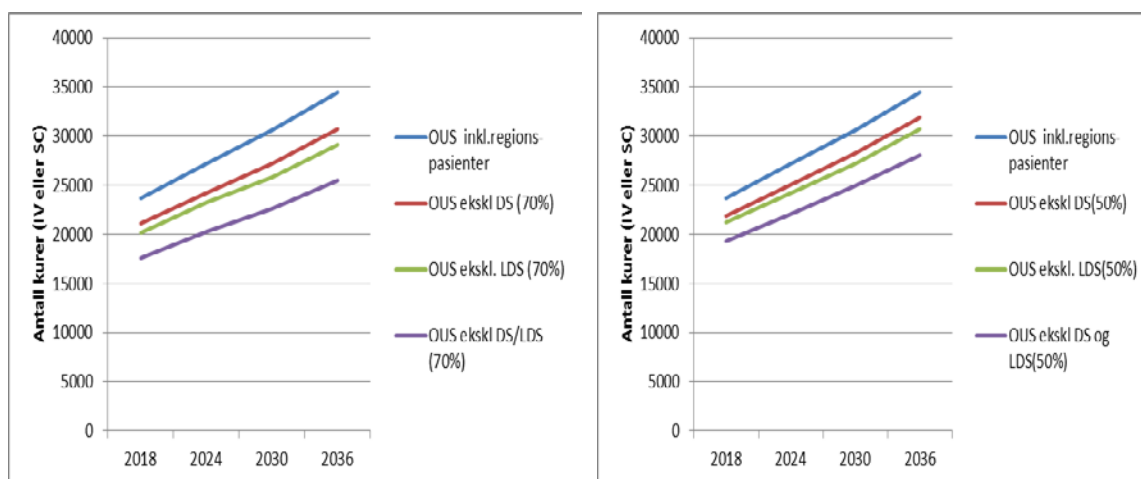 Antall kurer (IV eller SC)
40000
35000
30000
25000
20000
15000
10000
5000
0
2018 2024 2030 2036
OUS inkl.regions-
pasienter
OUS ekskl DS (70%)
OUS ekskl. LDS (70%)
OUS ekskl DS/LDS
(70%)
Antall kurer (IV eller SC)
40000
35000
30000
25000
20000
15000
10000
5000
0
2018 2024 2030 2036
OUS inkl.regions-
pasienter
OUS ekskl DS(50%)
OUS ekskl. LDS(50%)
OUS ekskl DS og
LDS(50%)